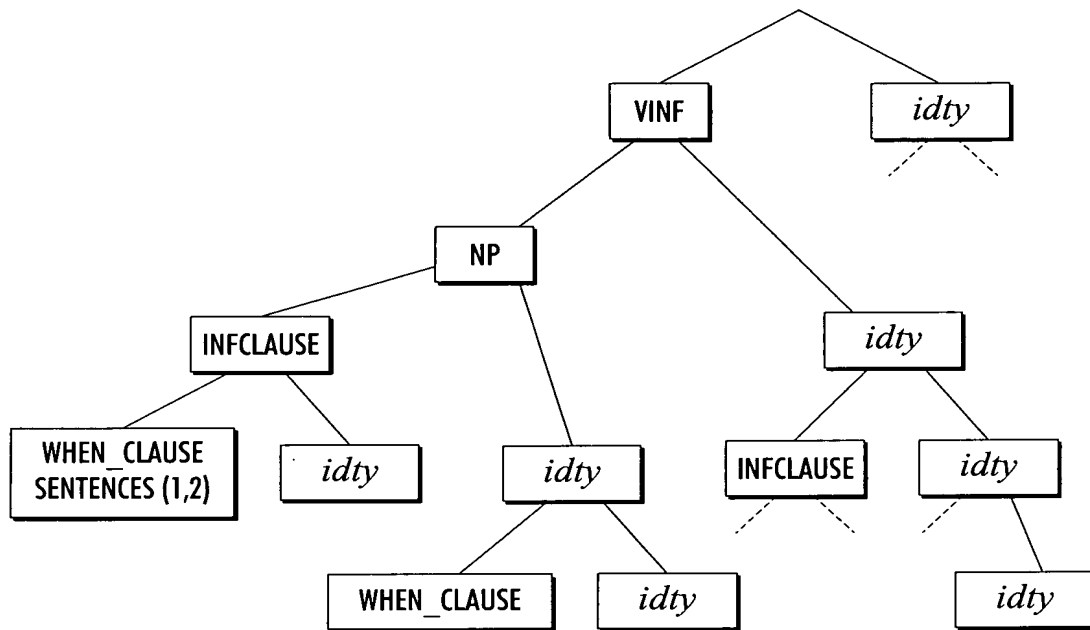 VINF
idty
NP
INFCLAUSE
idty
WHEN_CLAUSE
SENTENCES (1,2)
idty
idty
INFCLAUSE
idty
WHEN_CLAUSE
idty
idty